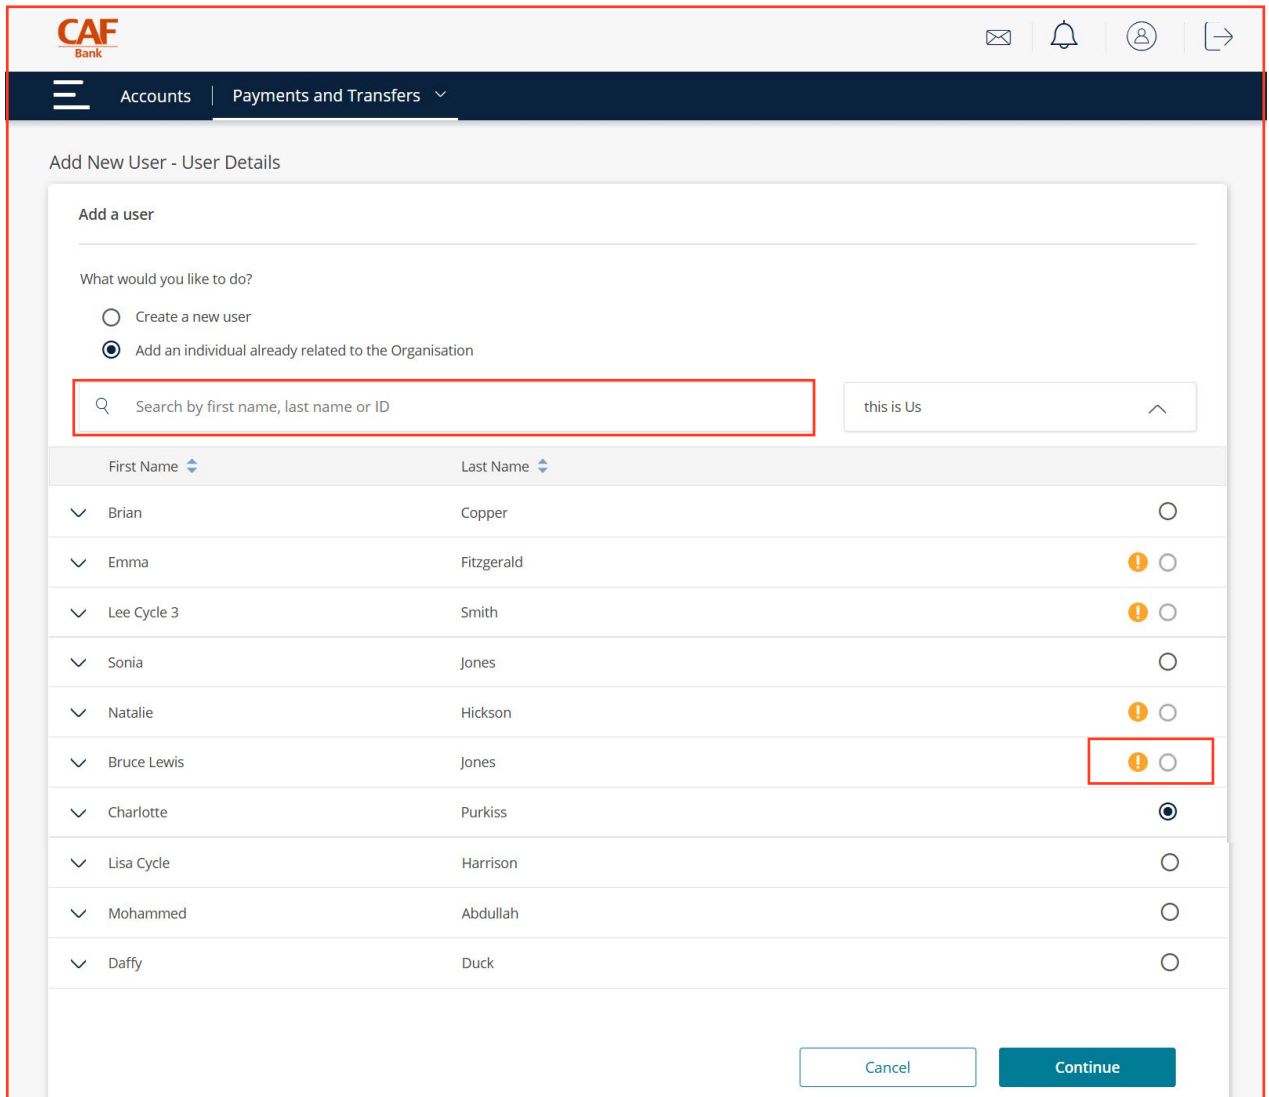 CAF
Bank
Accounts
Payments and Transfers
Add New User - User Details
Add a user
What would you like to do?
Create a new user
Add an individual already related to the Organisation
Search by first name, last name or ID
this is Us
First Name Last Name
Brian Copper
Emma Fitzgerald
Lee Cycle 3 Smith
Sonia Jones
Natalie Hickson
Bruce Lewis Jones
Charlotte Purkiss
Lisa Cycle Harrison
Mohammed Abdullah
Daffy Duck
Cancel Continue